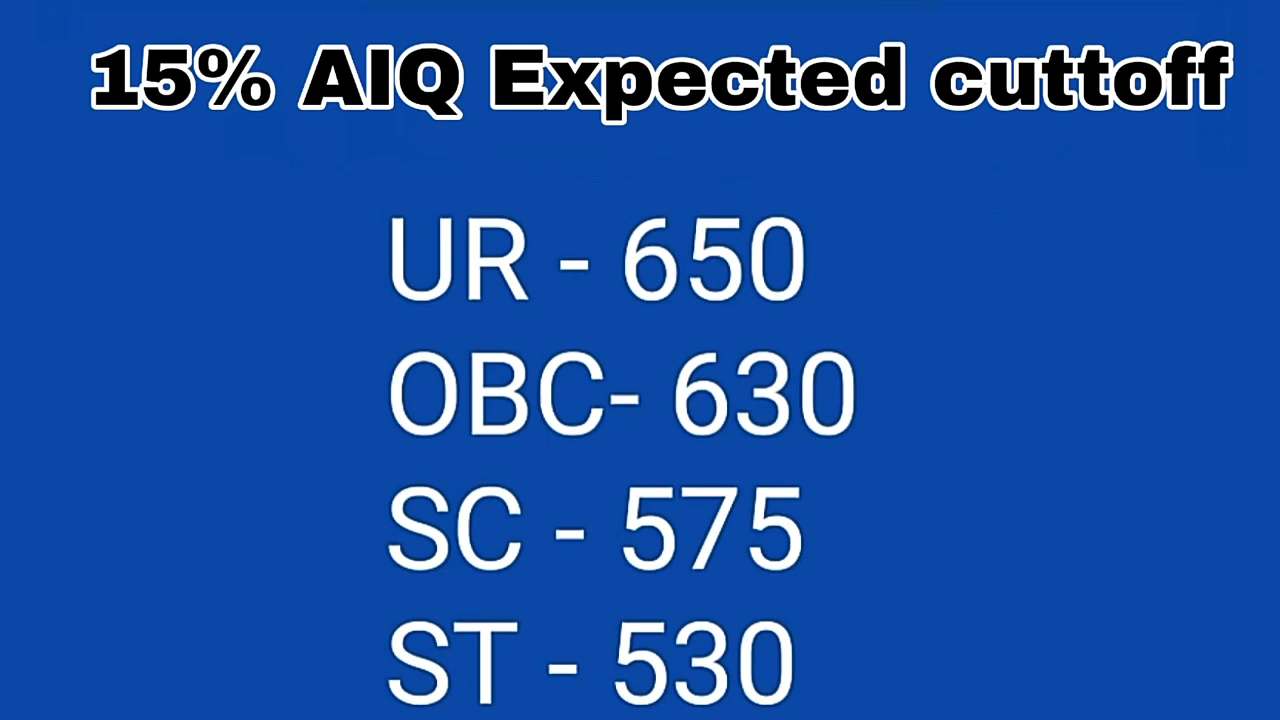 15% AIQ Expected cuttoff
UR - 650
OBC- 630
SC - 575
ST - 530